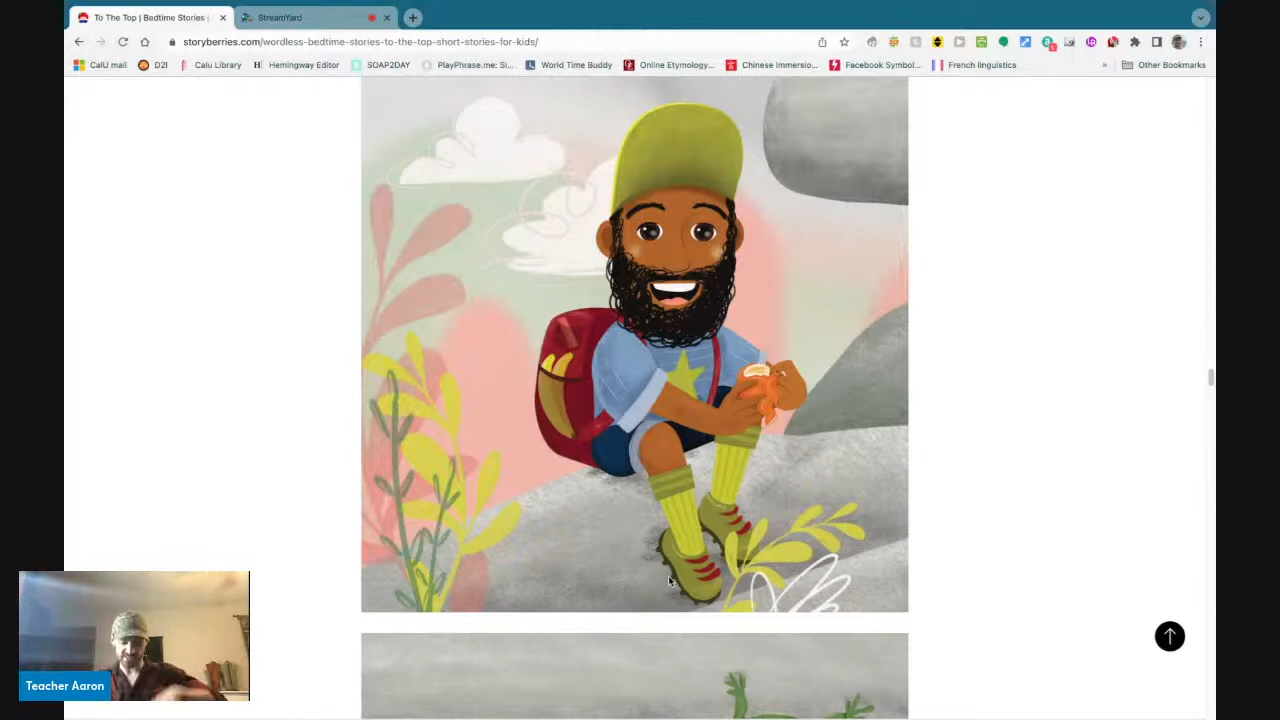 To The Top | Bedtime Stories
StreamYard
storyberries.com/wordless-bedtime-stories-to-the-top-short-stories-for-kids/
CalU mail D2l Calu Library Hemingway Editor SOAP2DAY PlayPhrase.me: Si... World Time Buddy Online Etymology... Chinese Immersio... Facebook Symbol... French linguistics » Other Bookmarks
Teacher Aaron